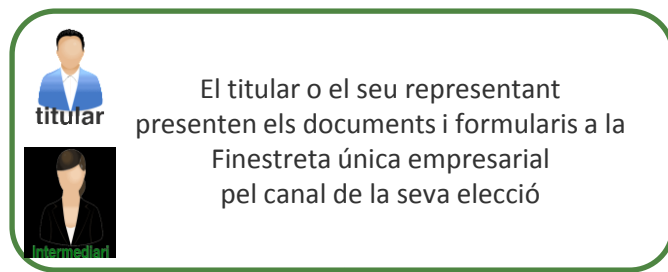 titular
Intermediari
El titular o el seu representant
presenten els documents i formularis a la
Finestreta única empresarial
pel canal de la seva elecció